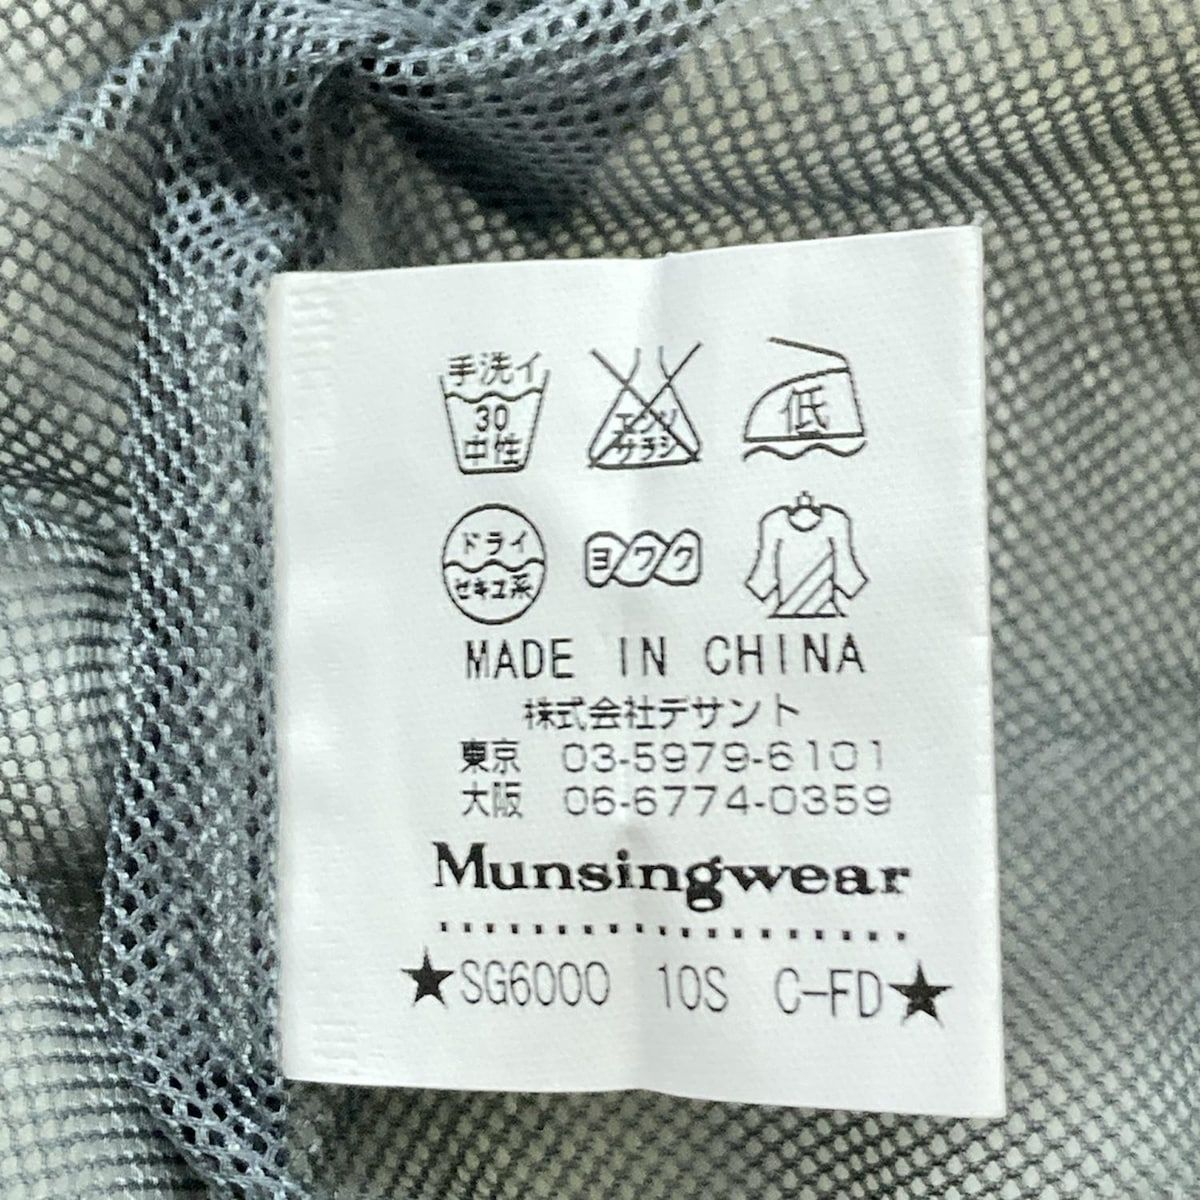 手洗イ
30
中性
エンソ
サラシ
低
ドライ
セキユ系
ヨワク
MADE IN CHINA
株式会社デサント
東京 03-5979-6101
大阪 06-6774-0359
Munsingwear
★SG6000 10S C-FD★